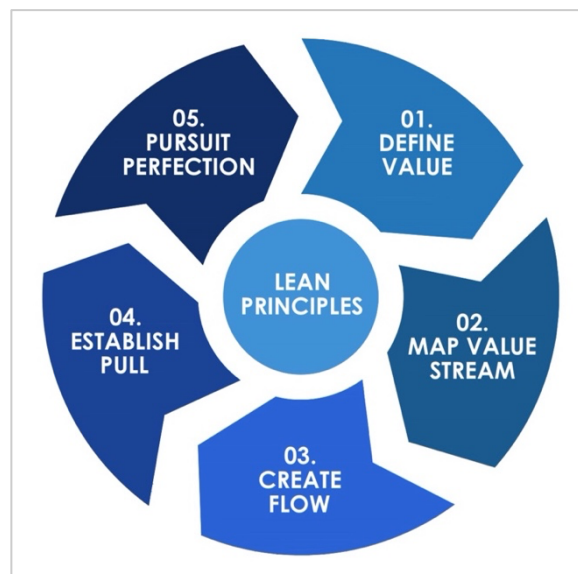 LEAN
PRINCIPLES
01.
DEFINE
VALUE
02.
MAP VALUE
STREAM
03.
CREATE
FLOW
04.
ESTABLISH
PULL
05.
PURSUIT
PERFECTION